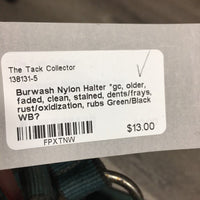 The Tack Collector
138131-5
Burwash Nylon Halter *gc, older,
faded, clean, stained, dents/frays,
rust/oxidization, rubs Green/Black
WB?
$13.00
FPXTNW